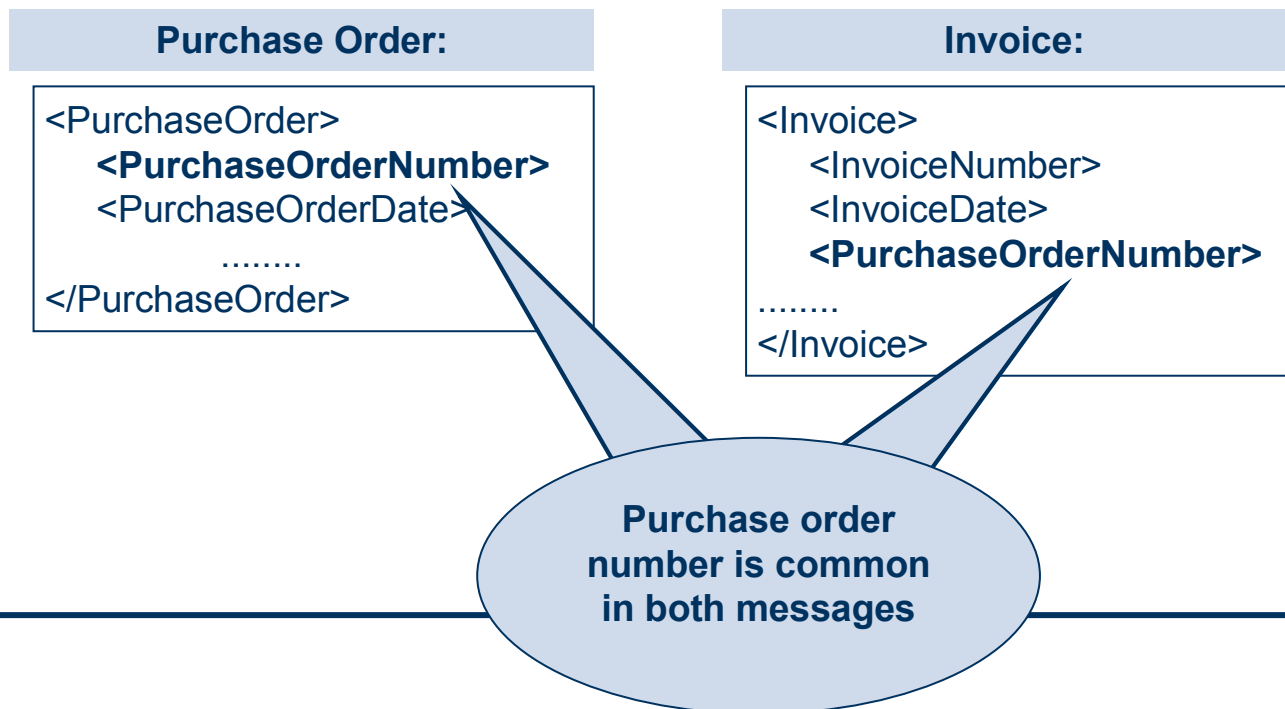 Purchase Order:
<PurchaseOrder>
<PurchaseOrderNumber>
<PurchaseOrderDate>
........
</PurchaseOrder>
Invoice:
<Invoice>
<InvoiceNumber>
<InvoiceDate>
<PurchaseOrderNumber>
........
</Invoice>
Purchase order
number is common
in both messages